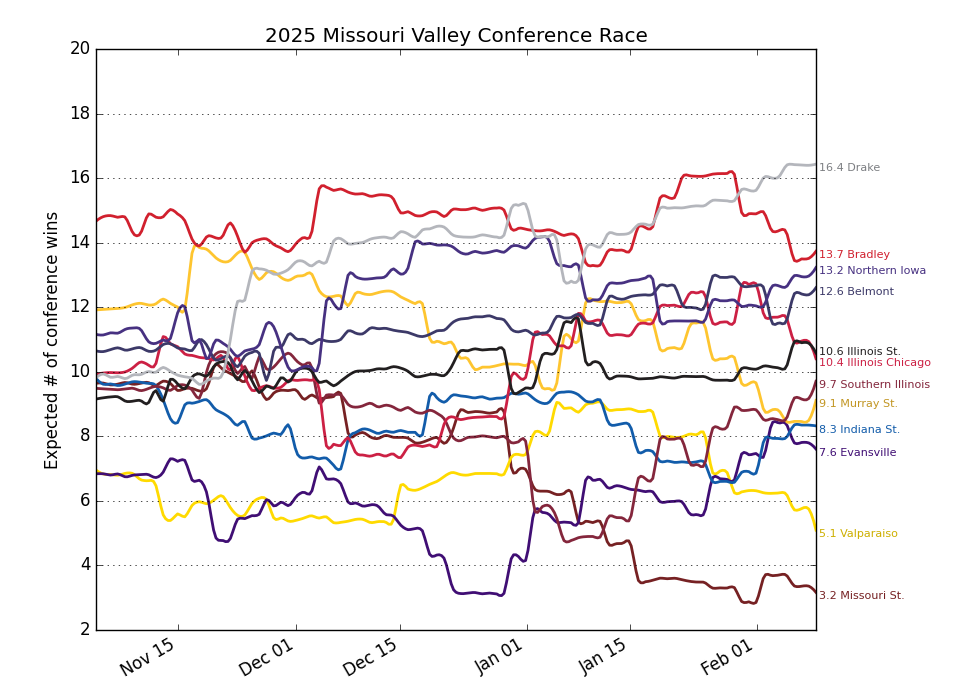 2025 Missouri Valley Conference Race
Expected # of conference wins
20
18
16
14
12
10
8
6
4
2
Nov 15
Dec 01
Dec 15
Jan 01
Jan 15
Feb 01
16.4 Drake
13.7 Bradley
13.2 Northern Iowa
12.6 Belmont
10.6 Illinois St.
10.4 Illinois Chicago
9.7 Southern Illinois
9.1 Murray St.
8.3 Indiana St.
7.6 Evansville
5.1 Valparaiso
3.2 Missouri St.